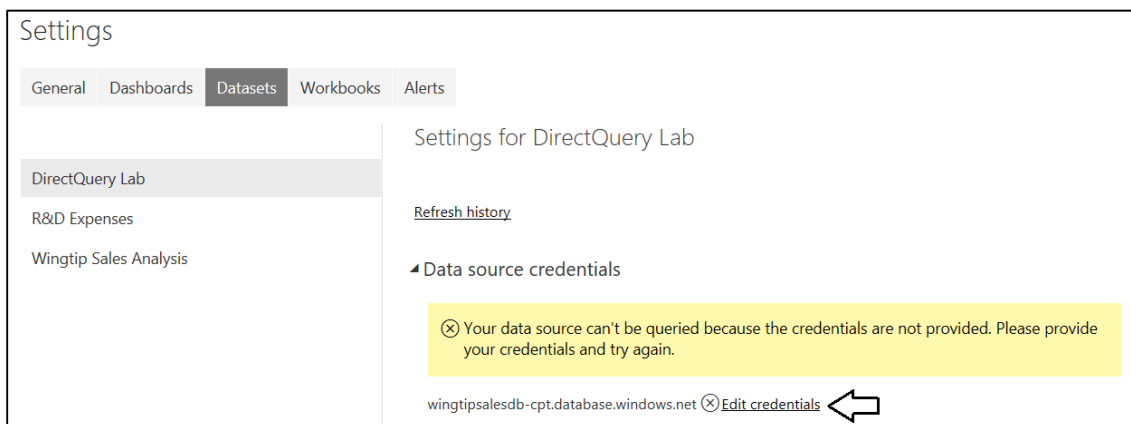 Settings
General Dashboards Datasets Workbooks Alerts
Settings for DirectQuery Lab
DirectQuery Lab
R&D Expenses
Wingtip Sales Analysis
Refresh history
Data source credentials
Your data source can't be queried because the credentials are not provided. Please provide
your credentials and try again.
wingtipsalesdb-cpt.database.windows.net Edit credentials